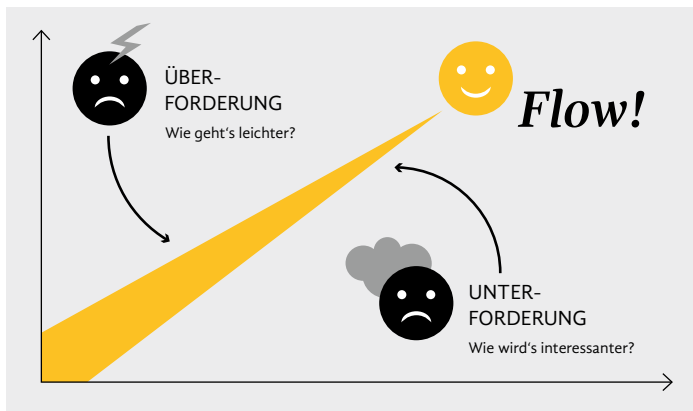 ÜBER-
FORDERUNG
Wie geht's leichter?
Flow!
UNTER-
FORDERUNG
Wie wird's interessanter?